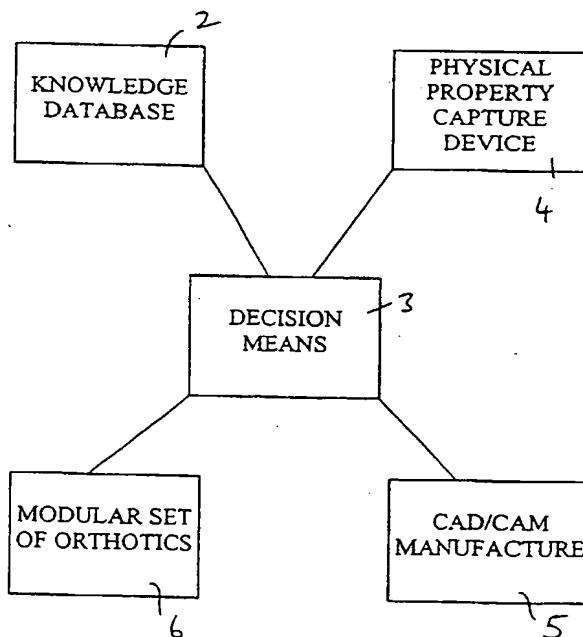 2
KNOWLEDGE
DATABASE
PHYSICAL
PROPERTY
CAPTURE
DEVICE
4
DECISION
MEANS
3
MODULAR SET
OF ORTHOTICS
6
CAD/CAM
MANUFACTURE
5